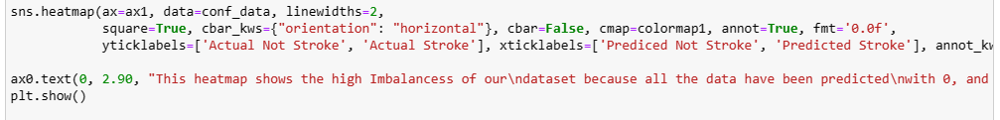 sns.heatmap(ax=ax1, data=conf_data, linewidths=2,
square=True, cbar_kws={"orientation": "horizontal"}, cbar=False, cmap=colormap1, annot=True, fmt='0.0f',
yticklabels=['Actual Not Stroke', 'Actual Stroke'], xticklabels=['Prediced Not Stroke', 'Predicted Stroke'], annot_kw
ax0.text(0, 2.90, "This heatmap shows the high Imbalancess of our\ndataset because all the data have been predicted\nwith 0, and
plt.show()